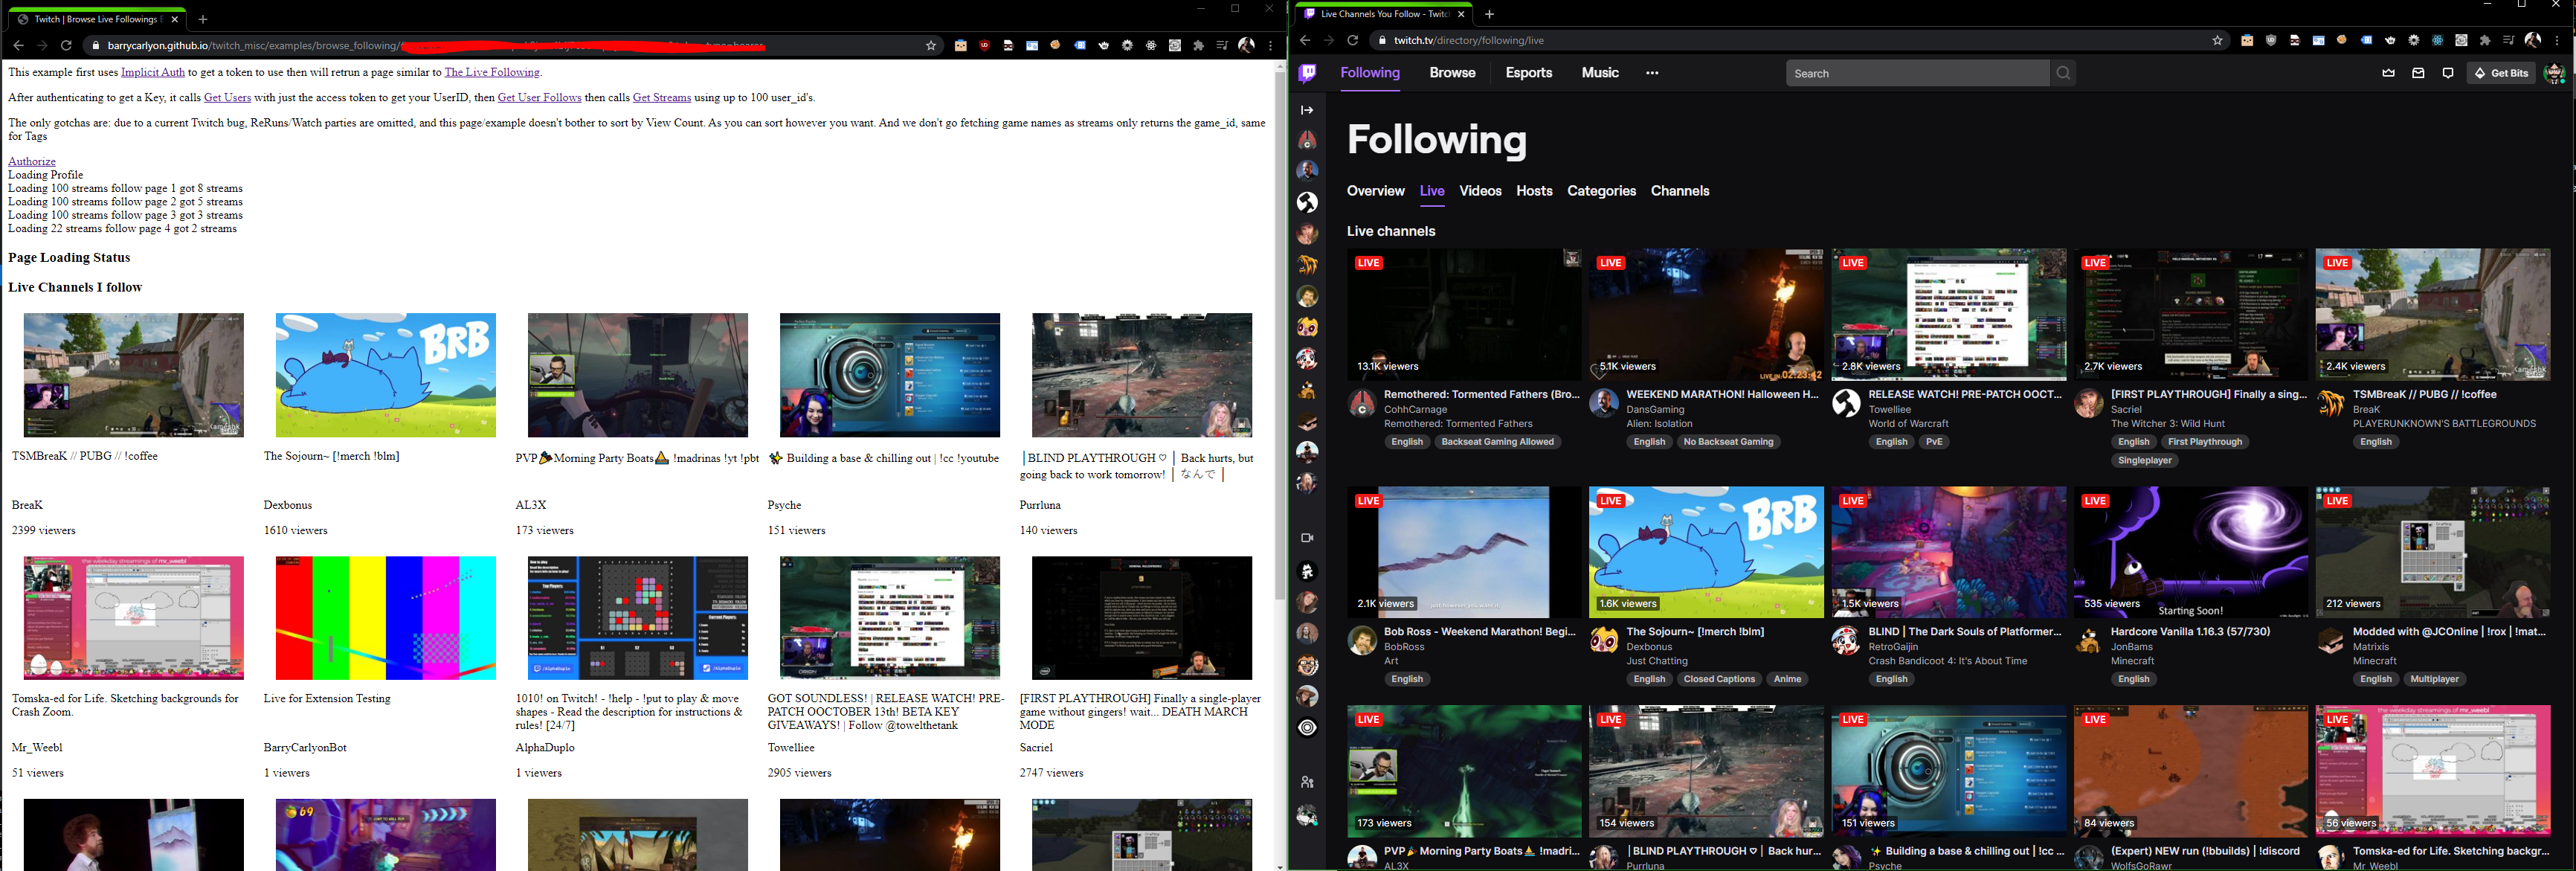 Twitch | Browse Live Followings E
barrycarlyon.github.io/twitch_misc/examples/browse_following/
This example first uses Implicit Auth to get a token to use then will retrun a page similar to The Live Following.
After authenticating to get a Key, it calls Get Users with just the access token to get your UserID, then Get User Follows then calls Get Streams using up to 100 user_id's.
The only gotchas are: due to a current Twitch bug, ReRuns/Watch parties are omitted, and this page/example doesn't bother to sort by View Count. As you can sort however you want. And we don't go fetching game names as streams only returns the game_id, same
for Tags
Authorize
Loading Profile
Loading 100 streams follow page 1 got 8 streams
Loading 100 streams follow page 2 got 5 streams
Loading 100 streams follow page 3 got 3 streams
Loading 22 streams follow page 4 got 2 streams
Page Loading Status
Live Channels I follow
BRB
TSMBreaK // PUBG // !coffee
BreaK
2399 viewers
The Sojourn~ [!merch !blm]
Dexbonus
1610 viewers
PVP🎉Morning Party Boats⛵ !madrinas !yt !pbt
AL3X
173 viewers
✨ Building a base & chilling out | !cc !youtube
Psyche
151 viewers
│BLIND PLAYTHROUGH ♡ │ Back hurts, but
going back to work tomorrow! │ なんで │
Purrluna
140 viewers
the weekday streamings of mr_weebl
Tomska-ed for Life. Sketching backgrounds for
Crash Zoom.
Mr_Weebl
51 viewers
Live for Extension Testing
BarryCarlyonBot
1 viewers
1010! on Twitch! - !help - !put to play & move
shapes - Read the description for instructions &
rules! [24/7]
AlphaDuplo
1 viewers
GOT SOUNDLESS! | RELEASE WATCH! PRE-
PATCH OOCTOBER 13th! BETA KEY
GIVEAWAYS! | Follow @towelthetank
Towelliee
2905 viewers
[FIRST PLAYTHROUGH] Finally a single-player
game without gingers! wait... DEATH MARCH
MODE
Sacriel
2747 viewers
69
Live Channels You Follow - Twitc
twitch.tv/directory/following/live
Following
Browse
Esports
Music
Search
Get Bits
Following
Overview
Live
Videos
Hosts
Categories
Channels
Live channels
LIVE
13.1K viewers
Remothered: Tormented Fathers (Bro...
CohhCarnage
Remothered: Tormented Fathers
English
Backseat Gaming Allowed
LIVE
5.1K viewers
LIVE IN 02:23:42
WEEKEND MARATHON! Halloween H...
DansGaming
Alien: Isolation
English
No Backseat Gaming
LIVE
2.8K viewers
RELEASE WATCH! PRE-PATCH OOCT...
Towelliee
World of Warcraft
English
PvE
LIVE
2.7K viewers
[FIRST PLAYTHROUGH] Finally a sing...
Sacriel
The Witcher 3: Wild Hunt
English
First Playthrough
Singleplayer
LIVE
2.4K viewers
TSMBreaK // PUBG // !coffee
BreaK
PLAYERUNKNOWN'S BATTLEGROUNDS
English
LIVE
2.1K viewers
just however you want it
Bob Ross - Weekend Marathon! Begi...
BobRoss
Art
English
LIVE
BRB
1.6K viewers
The Sojourn~ [!merch !blm]
Dexbonus
Just Chatting
English
Closed Captions
Anime
LIVE
1.5K viewers
BLIND | The Dark Souls of Platformer...
RetroGaijin
Crash Bandicoot 4: It's About Time
English
LIVE
535 viewers
Starting Soon!
Hardcore Vanilla 1.16.3 (57/730)
JonBams
Minecraft
English
LIVE
212 viewers
Modded with @JCOnline | !rox | !mat...
Matrixis
Minecraft
English
Multiplayer
LIVE
173 viewers
PVP🎉Morning Party Boats⛵ !madri...
AL3X
LIVE
154 viewers
│BLIND PLAYTHROUGH ♡ │ Back hur...
Purrluna
LIVE
151 viewers
✨ Building a base & chilling out | !cc ...
Psyche
LIVE
84 viewers
(Expert) NEW run (!bbuilds) | !discord
WolfsGoRawr
LIVE
the weekday streamings of mr_weebl
56 viewers
Tomska-ed for Life. Sketching backgr...
Mr_Weebl